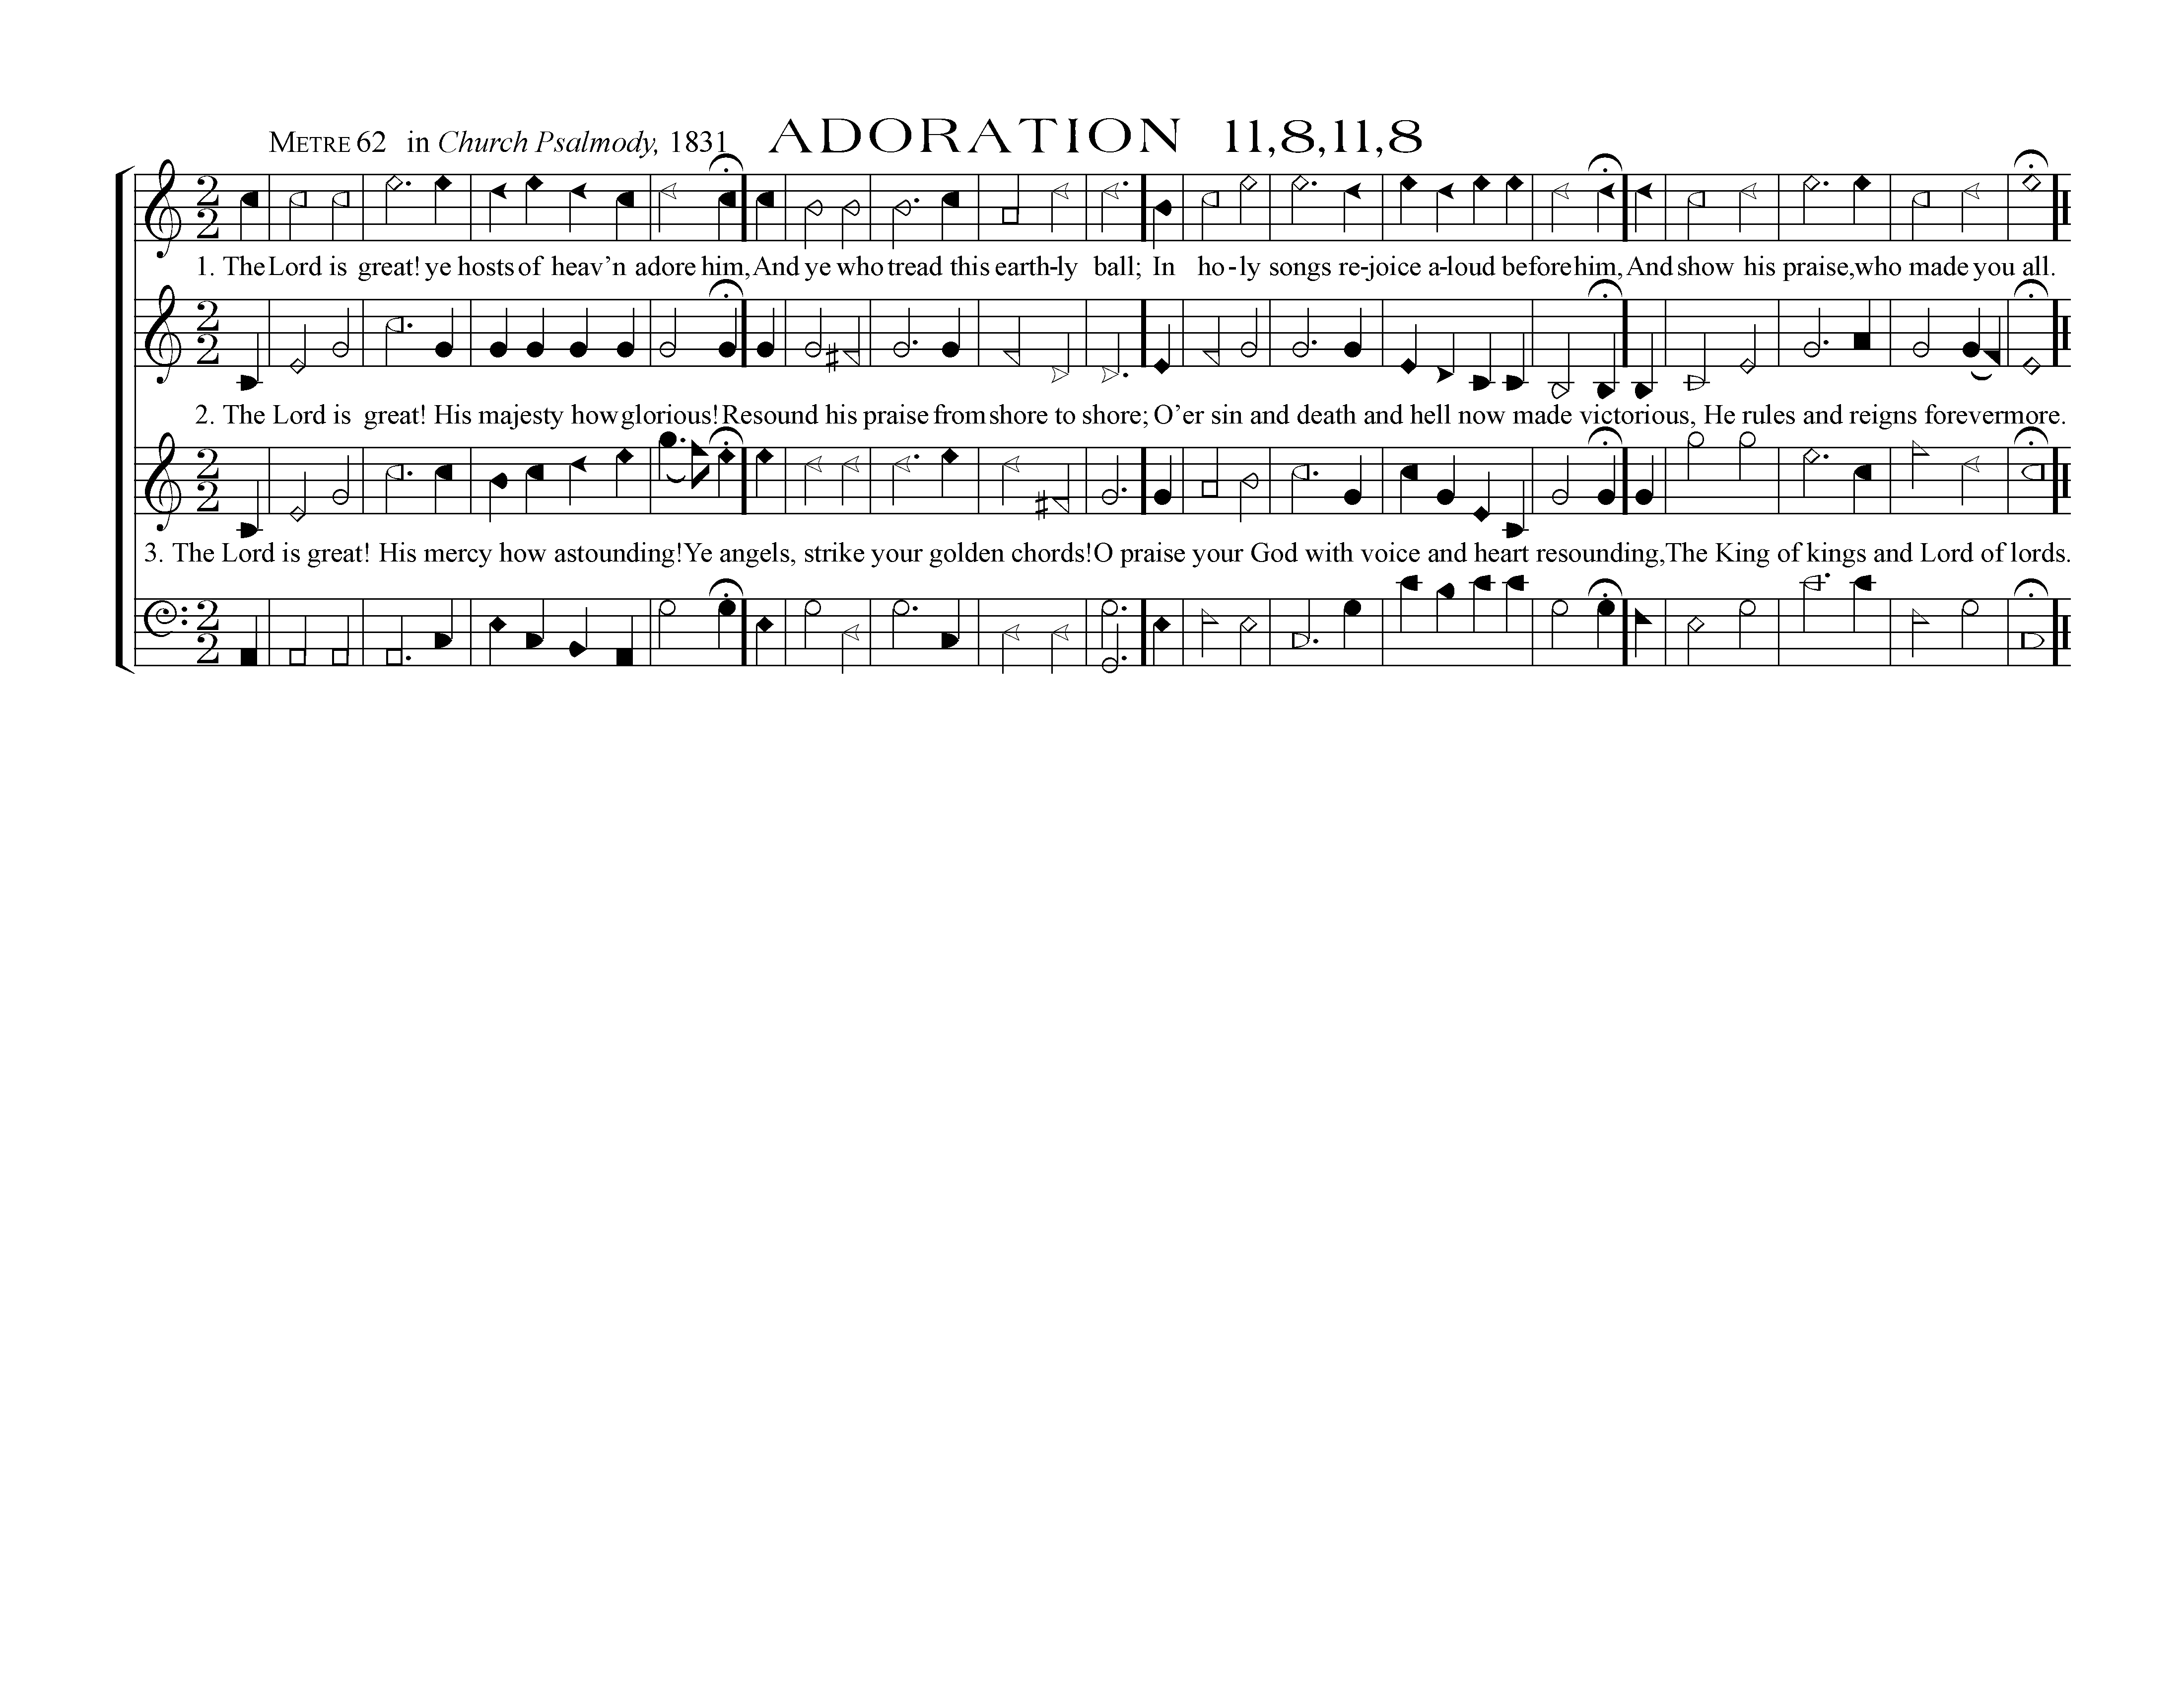 METRE 62 in Church Psalmody, 1831 ADORATION 11,8,11,8
1. The Lord is great! ye hosts of heav’n adore him, And ye who tread this earth-ly ball; In ho-ly songs re-joice a-loud before him, And show his praise, who made you all.
2. The Lord is great! His majesty how glorious! Resound his praise from shore to shore; O’er sin and death and hell now made victorious, He rules and reigns forevermore.
3. The Lord is great! His mercy how astounding! Ye angels, strike your golden chords! O praise your God with voice and heart resounding, The King of kings and Lord of lords.